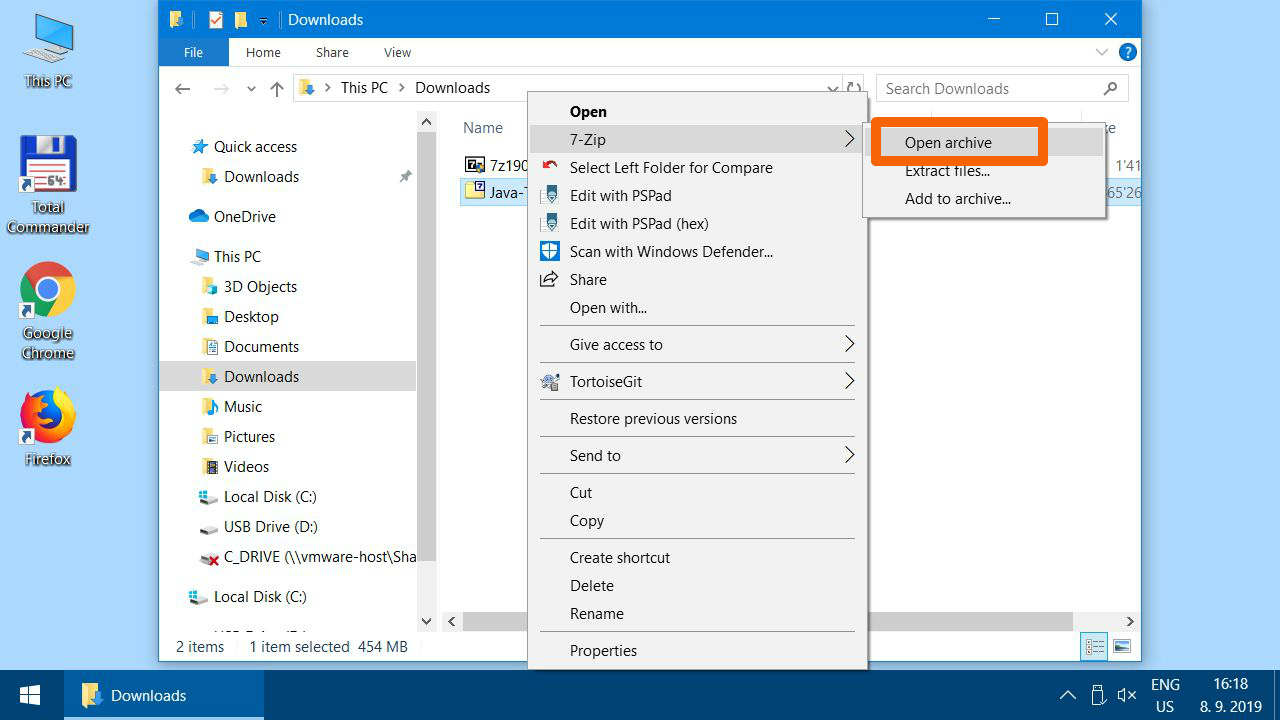 Downloads
File
Home
Share
View
?
This PC
Downloads
Search Downloads
This PC
Total
Commander
Google
Chrome
Firefox
Quick access
Downloads
OneDrive
This PC
3D Objects
Desktop
Documents
Downloads
Music
Pictures
Videos
Local Disk (C:)
USB Drive (D:)
C_DRIVE (\\vmware-host\Sha
Local Disk (C:)
Name
7z190
Java-
1'41
65'26
Open
7-Zip
Select Left Folder for Compare
Edit with PSPad
Edit with PSPad (hex)
Scan with Windows Defender...
Share
Open with...
Give access to
TortoiseGit
Restore previous versions
Send to
Cut
Copy
Create shortcut
Delete
Rename
Properties
Open archive
Extract files...
Add to archive...
2 items
1 item selected 454 MB
Downloads
ENG
US
16:18
8. 9. 2019